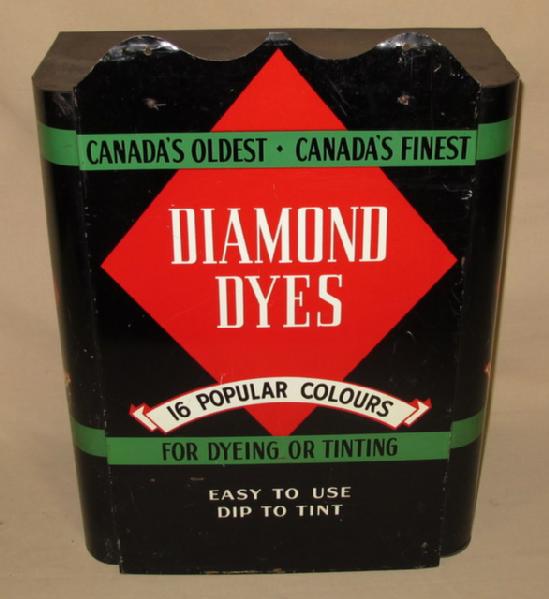 CANADA'S OLDEST • CANADA'S FINEST
DIAMOND
DYES
16 POPULAR COLOURS
FOR DYEING OR TINTING
EASY TO USE
DIP TO TINT